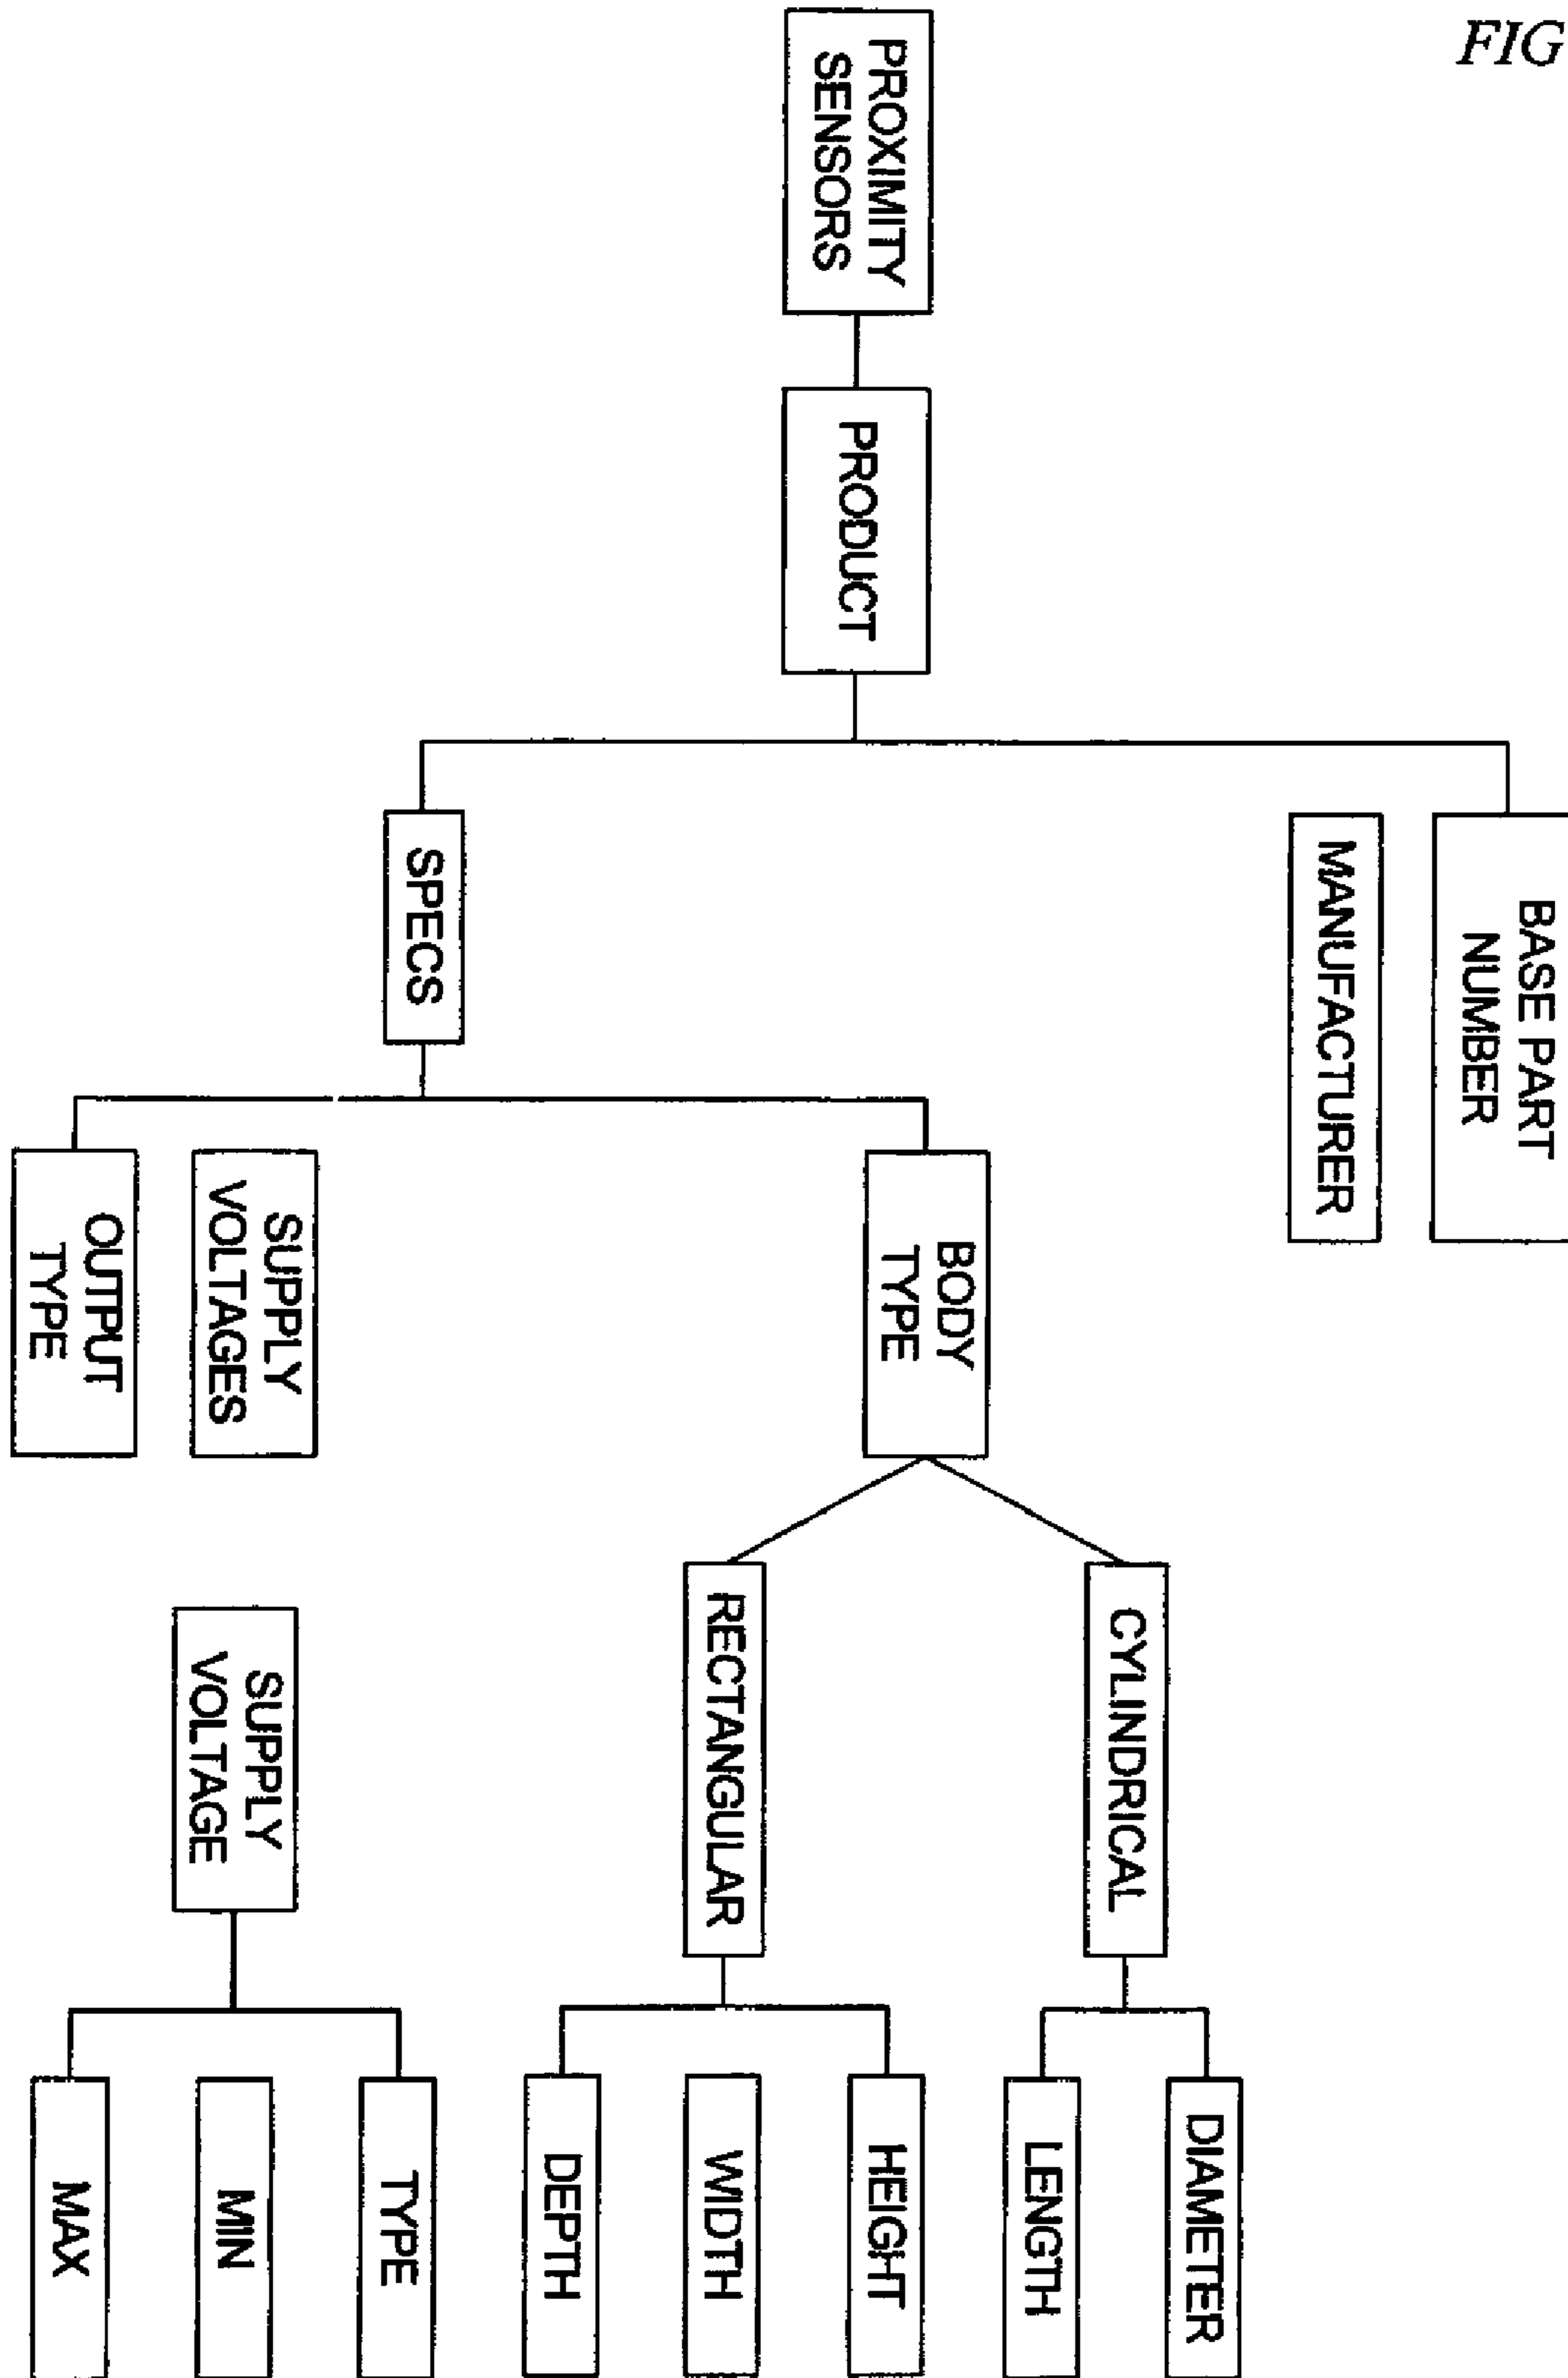 FIG
PROXIMITY
SENSORS
PRODUCT
BASE PART
NUMBER
MANUFACTURER
SPECS
BODY
TYPE
SUPPLY
VOLTAGES
OUTPUT
TYPE
CYLINDRICAL
RECTANGULAR
SUPPLY
VOLTAGE
DIAMETER
LENGTH
HEIGHT
WIDTH
DEPTH
TYPE
MIN
MAX